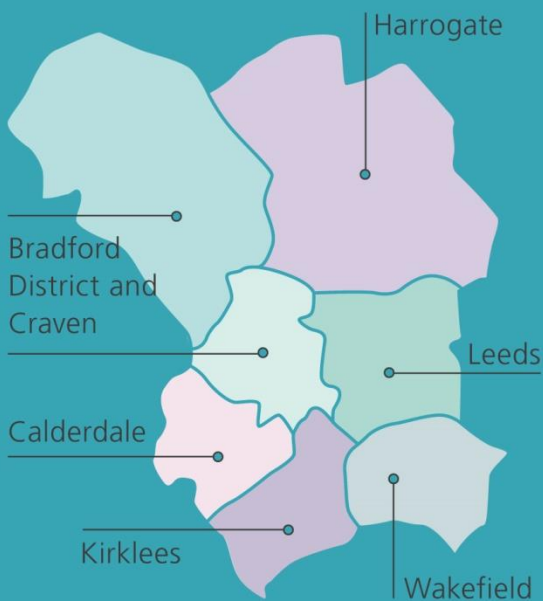 Harrogate
Bradford
District and
Craven
Leeds
Calderdale
Kirklees
Wakefield